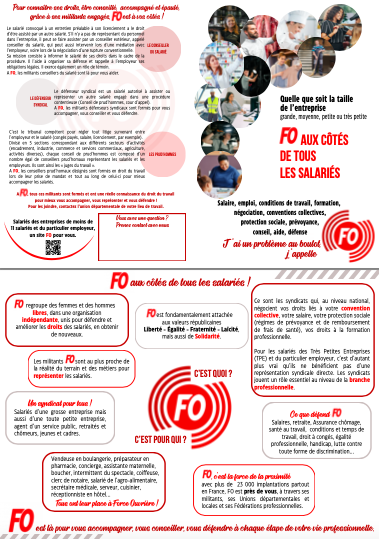 Pour connaitre ses droits, être conseillé, accompagné et épaulé,
grâce à ses militants engagés, FO est à vos côtés !
Le salarié convoqué à un entretien préalable à son licenciement a le droit
d'être assisté par un autre salarié. S'il n'y a pas de représentant du personnel
dans l'entreprise, il peut se faire assister par un conseiller extérieur, appelé
conseiller du salarié, qui peut aussi intervenir lors d'une médiation avec
l'employeur, voire lors de la négociation d'une rupture conventionnelle.
Sa mission consiste à informer le salarié de ses droits dans le cadre de la
procédure. Il l'aide à organiser sa défense et rappelle à l'employeur ses
obligations légales. Il exerce également un rôle de témoin.
A FO, les militants conseillers du salarié sont là pour vous aider.
LE CONSEILLER
DU SALARIÉ
LE DÉFENSEUR
SYNDICAL
Le défenseur syndical est un salarié autorisé à assister ou
représenter un autre salarié engagé dans une procédure
contentieuse (Conseil de prud'hommes, cour d'appel).
A FO, les militants défenseurs syndicaux sont formés pour vous
accompagner, vous conseiller et vous défendre.
C'est le tribunal compétent pour régler tout litige survenant entre
l'employeur et le salarié (congés payés, salaire, licenciement, par exemple).
Divisé en 5 sections correspondant aux différents secteurs d'activités
(encadrement, industrie, commerce et services commerciaux, agriculture,
activités diverses), chaque conseil de prud'hommes est composé d'un
nombre égal de conseillers prud'homaux représentant les salariés et les
employeurs. Ils sont ainsi les « juges du travail ».
A FO, les conseillers prud'homaux désignés sont formés en droit du travail
lors de leur prise de mandat et tout au long de celui-ci pour mieux
accompagner les salariés.
LES PRUD'HOMMES
A FO, tous ces militants sont formés et ont une réelle connaissance du droit du travail
pour mieux vous accompagner, vous représenter et vous défendre !
Pour les joindre, contactez l'union départementale de votre lieu de travail.
Salariés des entreprises de moins de
11 salariés et du particulier employeur,
un site FO pour vous.
Vous avez une question ?
Prenez contact avec nous
Quelle que soit la taille
de l'entreprise
grande, moyenne, petite ou très petite
FO AUX CÔTÉS
DE TOUS
LES SALARIÉS
Salaire, emploi, conditions de travail, formation,
négociation, conventions collectives,
protection sociale, prévoyance,
conseil, aide, défense
J'ai un problème au boulot,
j'appelle
FO
FO aux côtés de tous les salariés !
FO regroupe des femmes et des hommes
libres, dans une organisation
indépendante, unis pour défendre et
améliorer les droits des salariés, en obtenir
de nouveaux.
FO est fondamentalement attachée
aux valeurs républicaines
Liberté - Égalité - Fraternité - Laïcité,
mais aussi de Solidarité.
Ce sont les syndicats qui, au niveau national,
négocient vos droits liés à votre convention
collective, votre salaire, votre protection sociale
(régimes de prévoyance et de remboursement
de frais de santé), vos droits à la formation
professionnelle.
Pour les salariés des Très Petites Entreprises
(TPE) et du particulier employeur, c'est d'autant
plus vrai qu'ils ne bénéficient pas d'une
représentation syndicale directe. Les syndicats
jouent un rôle essentiel au niveau de la branche
professionnelle.
Les militants FO sont au plus proche de
la réalité du terrain et des métiers pour
représenter les salariés.
C'EST QUOI ?
FO
C'EST POUR QUI ?
Un syndicat pour tous !
Salariés d'une grosse entreprise mais
aussi d'une toute petite entreprise,
agent d'un service public, retraités et
chômeurs, jeunes et cadres.
Ce que défend FO
Salaires, retraite, Assurance chômage,
santé au travail, conditions et temps de
travail, droit à congés, égalité
professionnelle, handicap, lutte contre
toute forme de discrimination...
Vendeuse en boulangerie, préparateur en
pharmacie, concierge, assistante maternelle,
boucher, intermittent du spectacle, coiffeuse,
clerc de notaire, salarié de l'agro-alimentaire,
secrétaire médicale, serveur, cuisinier,
réceptionniste en hôtel...
Tous ont leur place à Force Ouvrière !
FO, c'est la force de la proximité
avec plus de 23 000 implantations partout
en France, FO est près de vous, à travers ses
militants, ses Unions départementales et
locales et ses Fédérations professionnelles.
FO est là pour vous accompagner, vous conseiller, vous défendre à chaque étape de votre vie professionnelle.